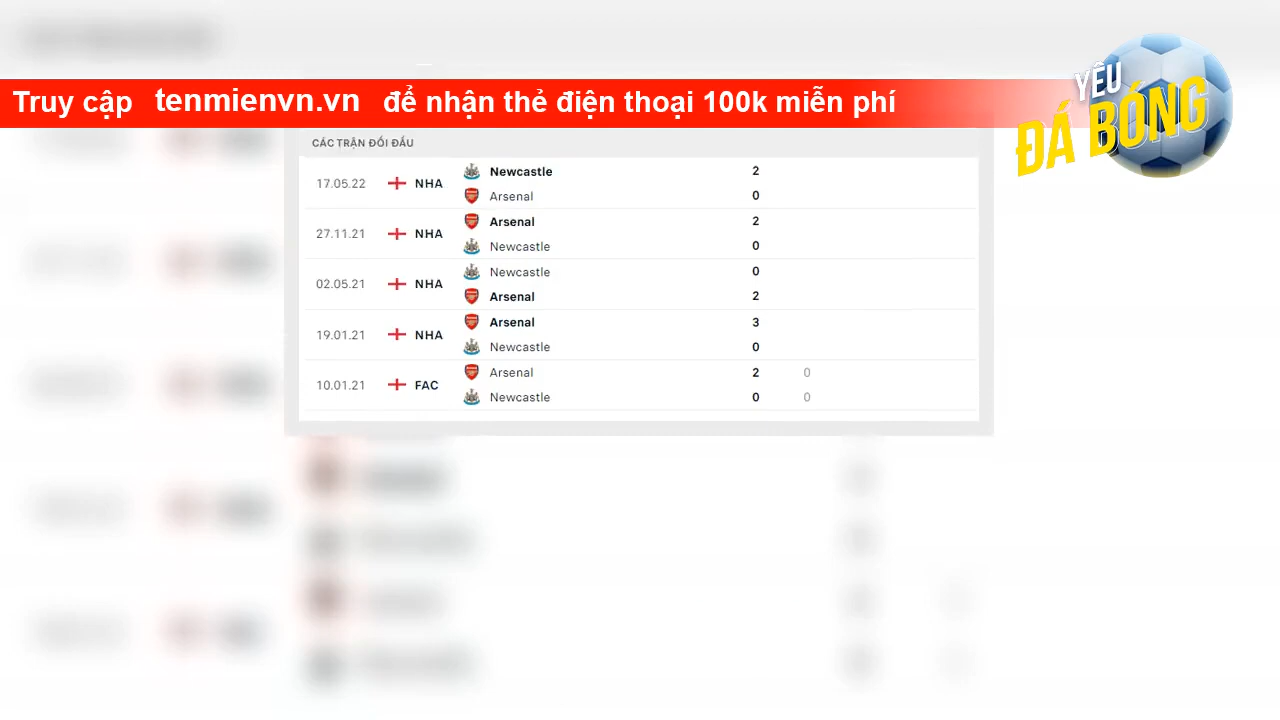 Truy cập tenmienvn.vn để nhận thẻ điện thoại 100k miễn phí
YÊU
ĐÁ BÓNG
CÁC TRẬN ĐỐI ĐẦU
17.05.22 NHA
Newcastle 2
Arsenal 0
27.11.21 NHA
Arsenal 2
Newcastle 0
02.05.21 NHA
Newcastle 0
Arsenal 2
19.01.21 NHA
Arsenal 3
Newcastle 0
10.01.21 FAC
Arsenal 2 0
Newcastle 0 0